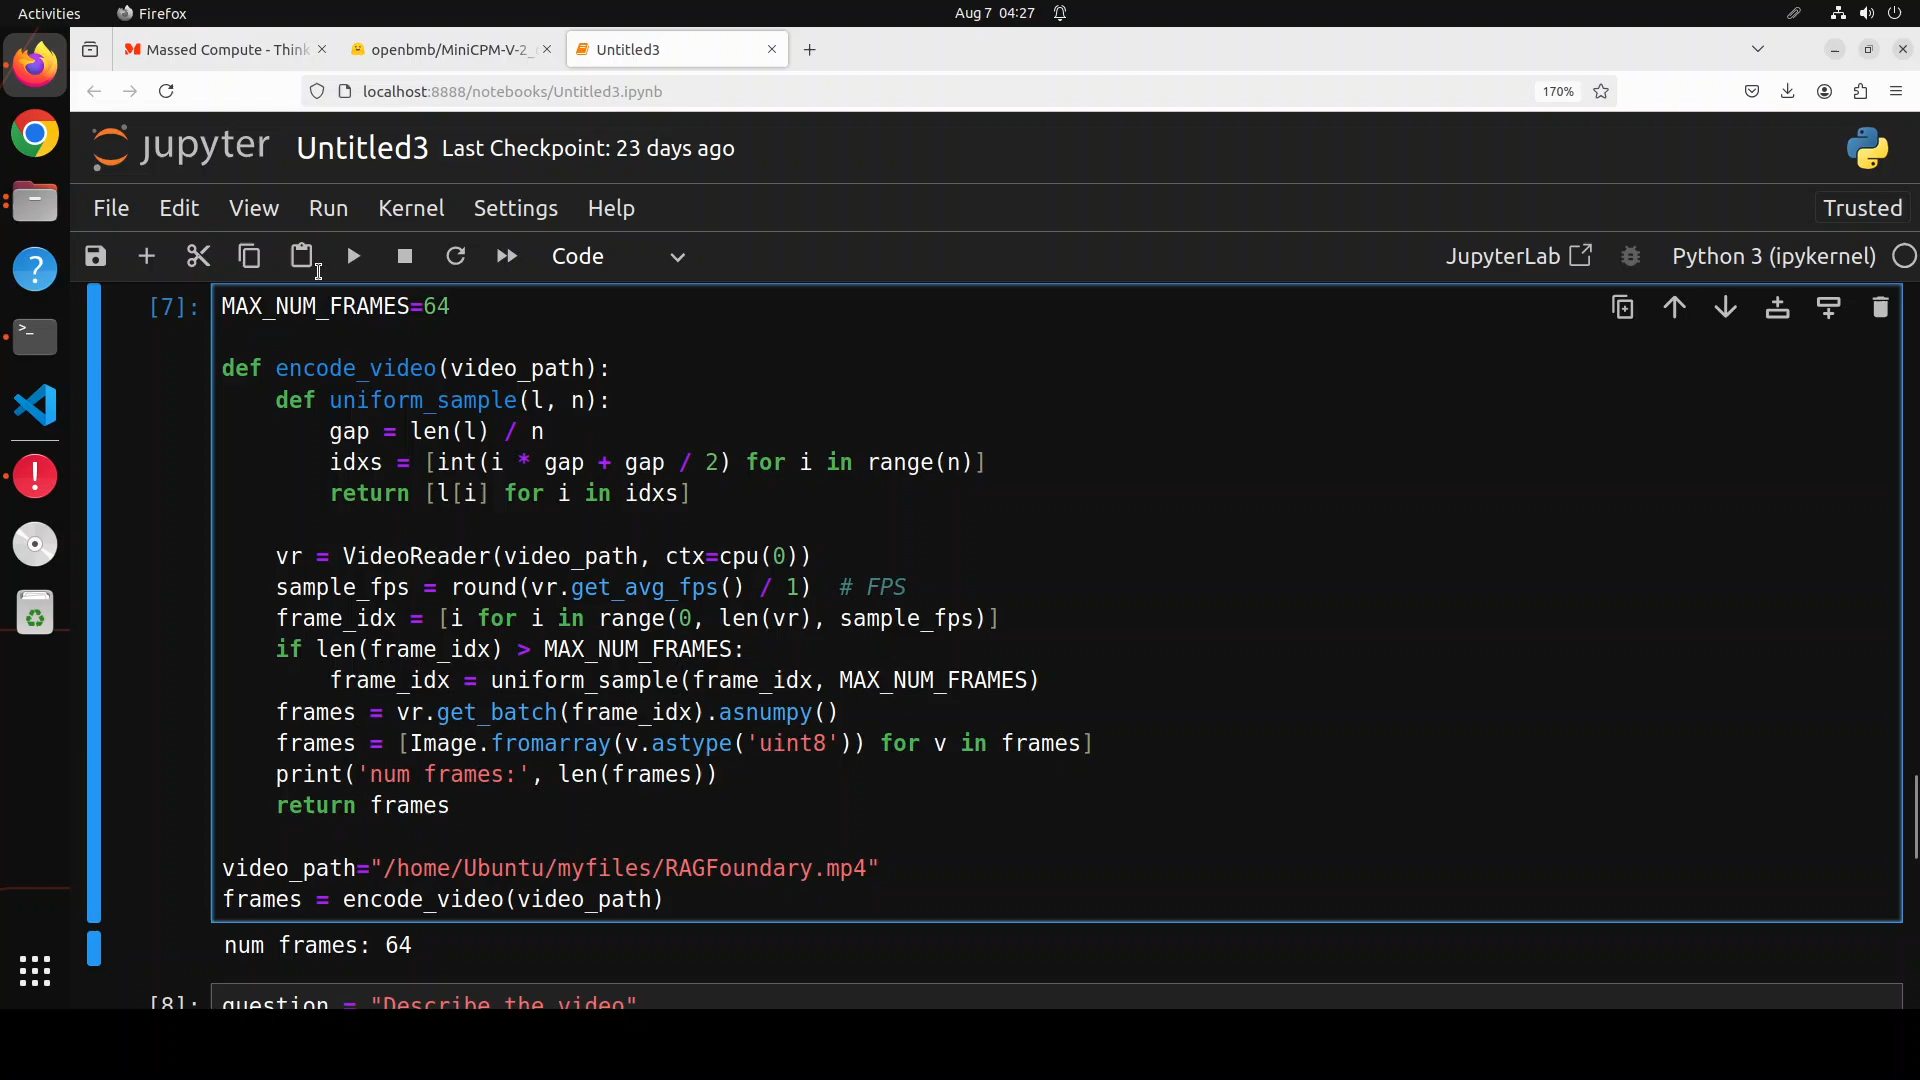 Activities
Firefox
Aug 7 04:27
Massed Compute - Think
openbmb/MiniCPM-V-2_
Untitled3
localhost:8888/notebooks/Untitled3.ipynb
170%
jupyter Untitled3 Last Checkpoint: 23 days ago
File Edit View Run Kernel Settings Help
Trusted
Code
JupyterLab
Python 3 (ipykernel)
[7]: MAX_NUM_FRAMES=64
def encode_video(video_path):
    def uniform_sample(l, n):
        gap = len(l) / n
        idxs = [int(i * gap + gap / 2) for i in range(n)]
        return [l[i] for i in idxs]
    vr = VideoReader(video_path, ctx=cpu(0))
    sample_fps = round(vr.get_avg_fps() / 1)  # FPS
    frame_idx = [i for i in range(0, len(vr), sample_fps)]
    if len(frame_idx) > MAX_NUM_FRAMES:
        frame_idx = uniform_sample(frame_idx, MAX_NUM_FRAMES)
    frames = vr.get_batch(frame_idx).asnumpy()
    frames = [Image.fromarray(v.astype('uint8')) for v in frames]
    print('num frames:', len(frames))
    return frames
video_path="/home/Ubuntu/myfiles/RAGFoundary.mp4"
frames = encode_video(video_path)
num frames: 64
[8]: question = "Describe the video"